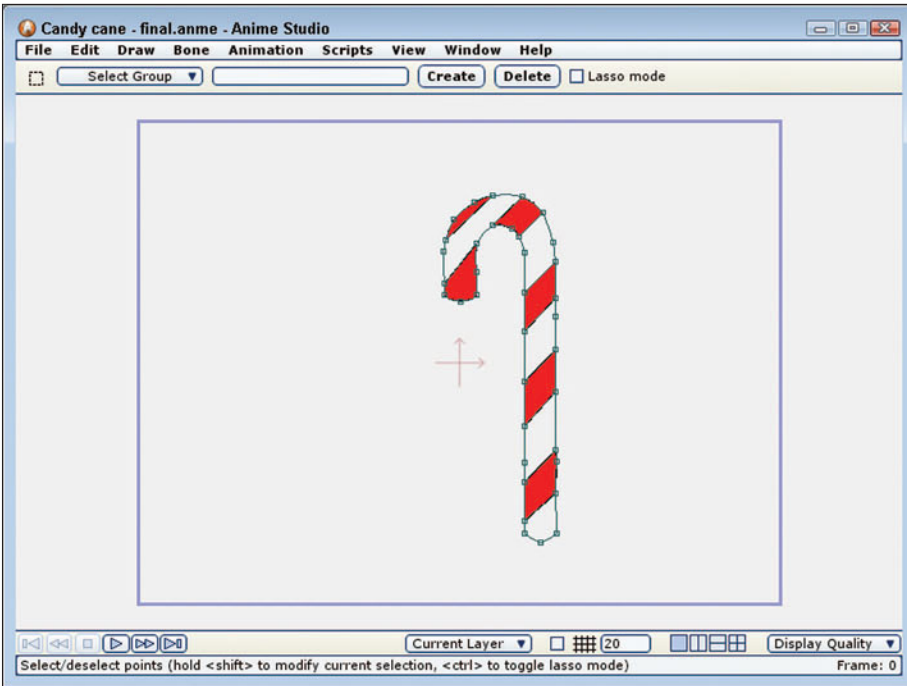 Candy cane - final.anme - Anime Studio
File Edit Draw Bone Animation Scripts View Window Help
Select Group Create Delete Lasso mode
Current Layer 20 Display Quality
Select/deselect points (hold <shift> to modify current selection, <ctrl> to toggle lasso mode) Frame: 0